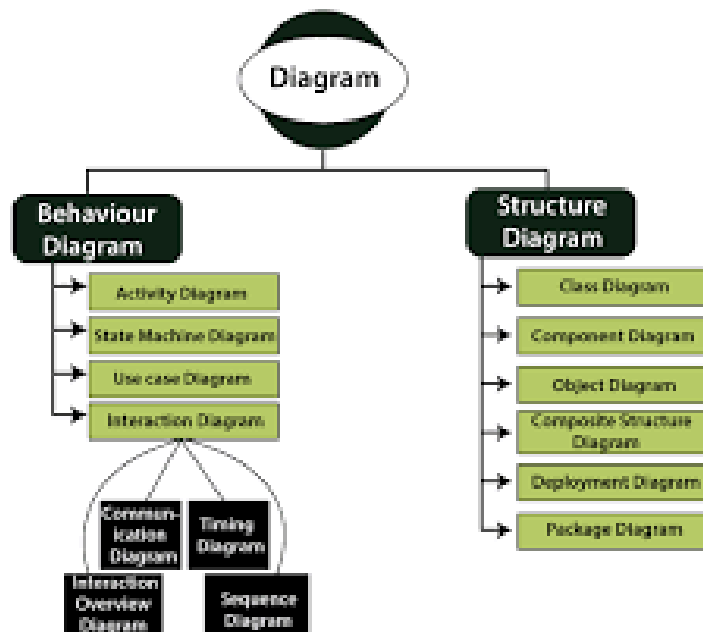 Diagram
Behaviour
Diagram
Activity Diagram
State Machine Diagram
Use case Diagram
Interaction Diagram
Commun-
ication
Diagram
Timing
Diagram
Interaction
Overview
Diagram
Sequence
Diagram
Structure
Diagram
Class Diagram
Component Diagram
Object Diagram
Composite Structure
Diagram
Deployment Diagram
Package Diagram